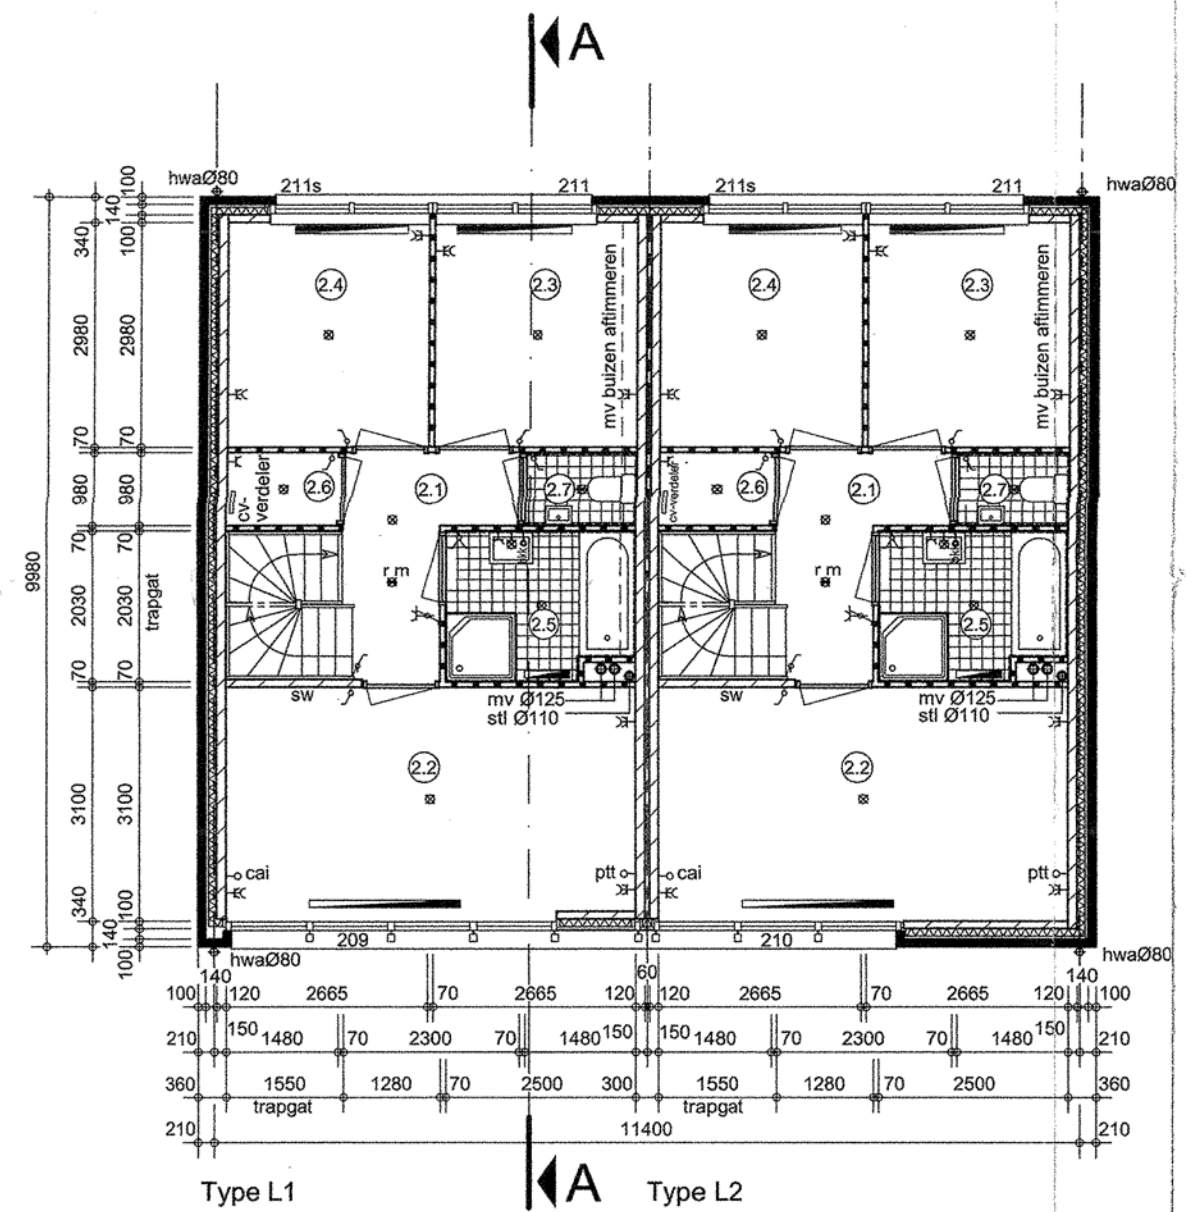 A
hwaØ80
211s
211
211s
211
hwaØ80
100
140
100
340
2980
2980
70
70
980
980
70
70
9980
2030
2030
trapgat
70
70
3100
3100
340
100
140
100
2.4
2.3
mv buizen aftimmeren
2.4
2.3
mv buizen aftimmeren
cv-
verdeler
2.6
2.1
2.7
cv-verdeler
2.6
2.1
2.7
r m
2.5
r m
2.5
sw
mv Ø125
stl Ø110
sw
mv Ø125
stl Ø110
2.2
2.2
cai
ptt
cai
ptt
209
210
hwaØ80
hwaØ80
140
60
140
100
120
2665
70
2665
120
120
2665
70
2665
120
100
210
150
1480
70
2300
70
1480
150
150
1480
70
2300
70
1480
150
210
360
1550
1280
70
2500
300
1550
1280
70
2500
360
trapgat
trapgat
210
11400
210
Type L1
A
Type L2